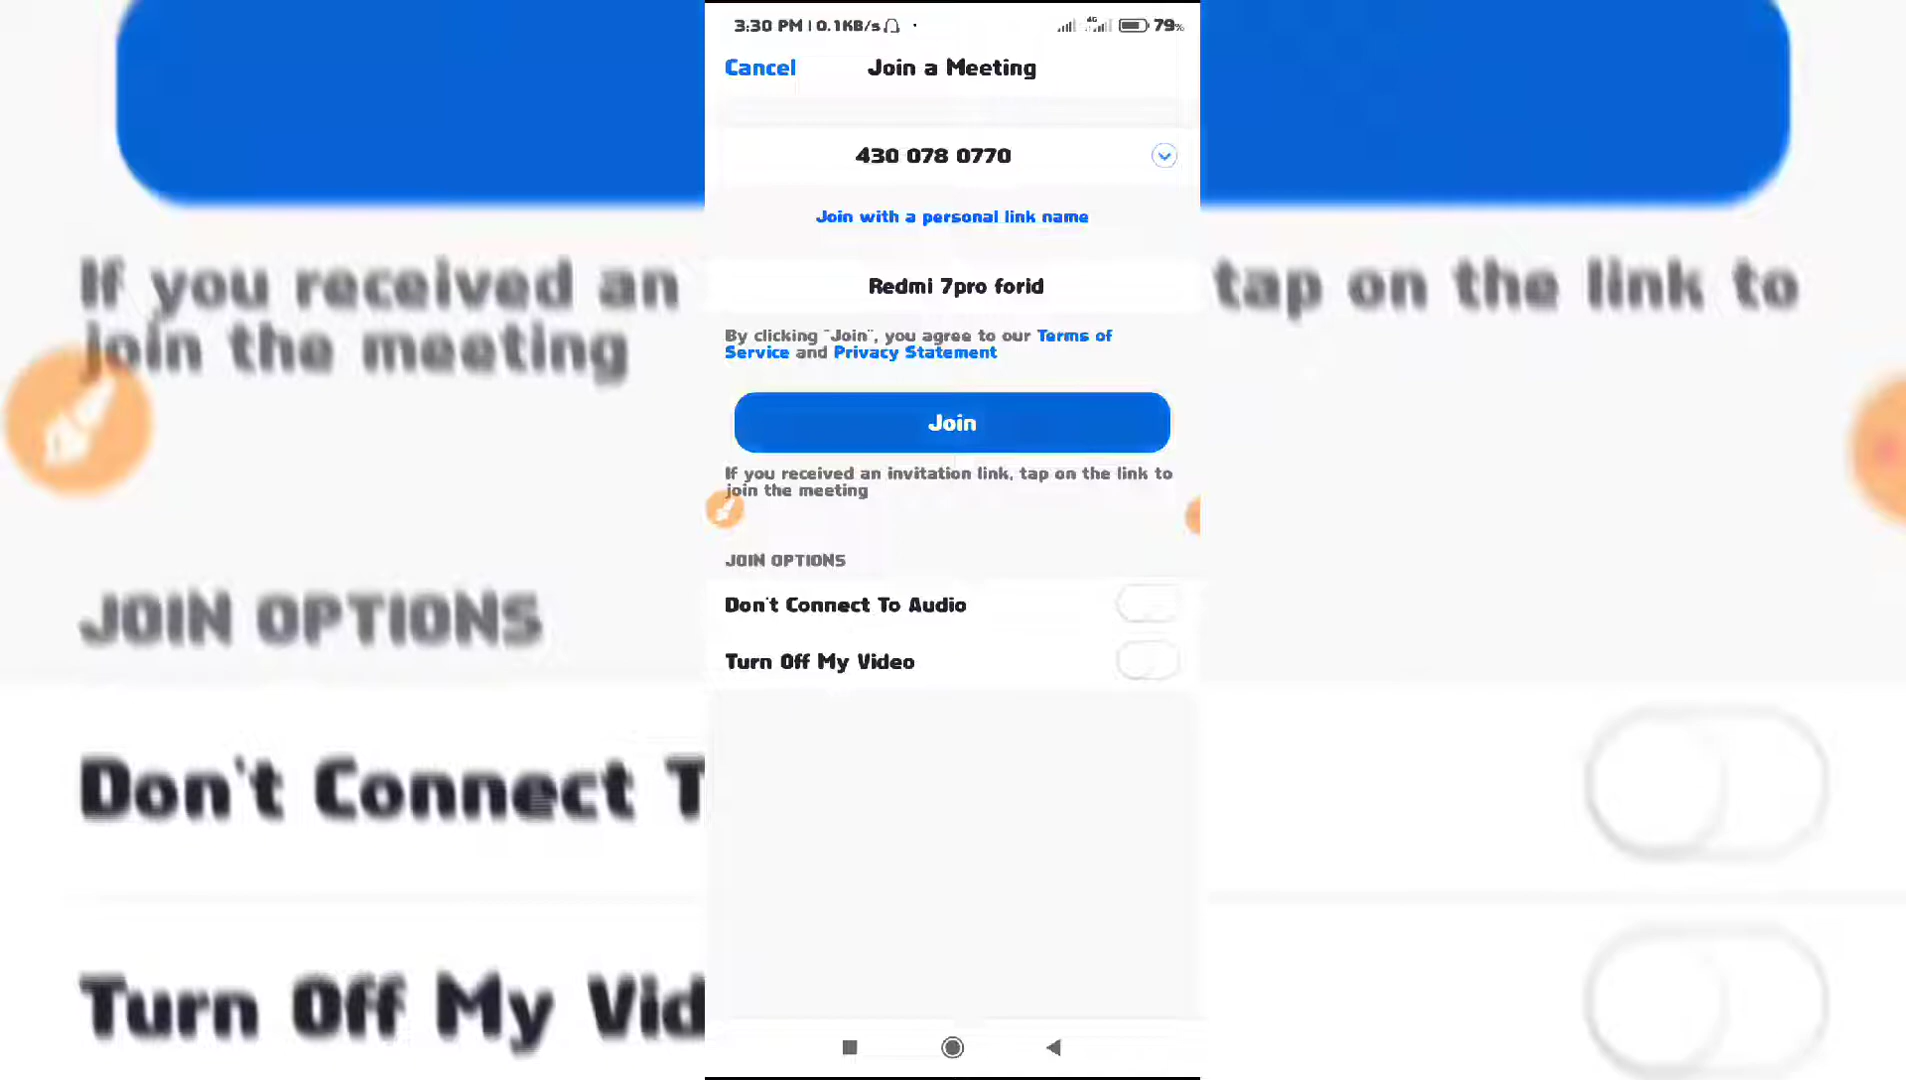 3:30 PM | 0.1KB/s
4G
79%
Cancel
Join a Meeting
430 078 0770
Join with a personal link name
Redmi 7pro forid
By clicking "Join", you agree to our Terms of
Service and Privacy Statement
Join
If you received an invitation link, tap on the link to
join the meeting
JOIN OPTIONS
Don't Connect To Audio
Turn Off My Video
If you received an
tap on the link to
join the meeting
JOIN OPTIONS
Don't Connect T
Turn Off My Vid